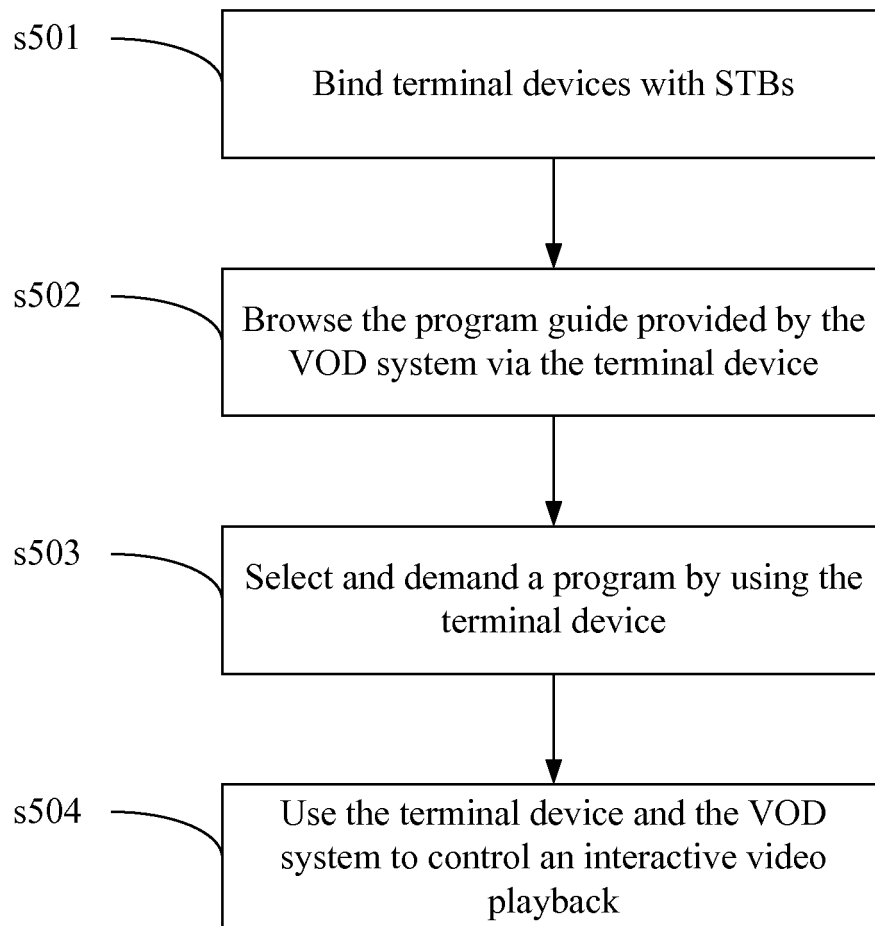 s501
Bind terminal devices with STBs
s502
Browse the program guide provided by the
VOD system via the terminal device
s503
Select and demand a program by using the
terminal device
s504
Use the terminal device and the VOD
system to control an interactive video
playback